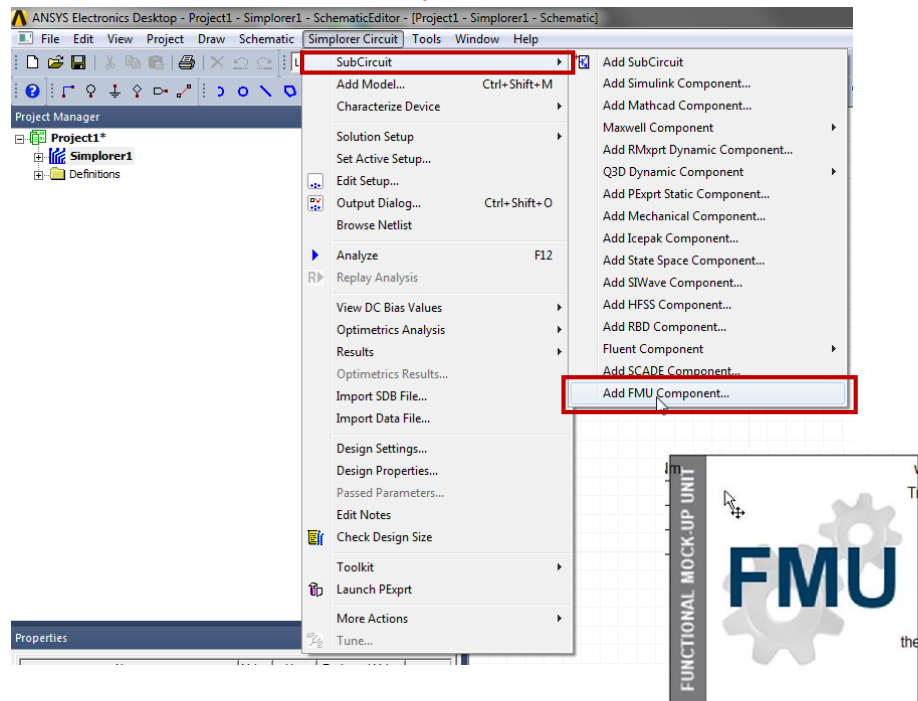 ANSYS Electronics Desktop - Project1 - Simplorer1 - SchematicEditor - [Project1 - Simplorer1 - Schematic]
File Edit View Project Draw Schematic Simplorer Circuit Tools Window Help
Project Manager
Project1*
Simplorer1
Definitions
SubCircuit
Add Model... Ctrl+Shift+M
Characterize Device
Solution Setup
Set Active Setup...
Edit Setup...
Output Dialog... Ctrl+Shift+O
Browse Netlist
Analyze F12
Replay Analysis
View DC Bias Values
Optimetrics Analysis
Results
Optimetrics Results...
Import SDB File...
Import Data File...
Design Settings...
Design Properties...
Passed Parameters...
Edit Notes
Check Design Size
Toolkit
Launch PExprt
More Actions
Tune...
Add SubCircuit
Add Simulink Component...
Add Mathcad Component...
Maxwell Component
Add RMxprt Dynamic Component...
Q3D Dynamic Component
Add PExprt Static Component...
Add Mechanical Component...
Add Icepak Component...
Add State Space Component...
Add SIWave Component...
Add HFSS Component...
Add RBD Component...
Fluent Component
Add SCADE Component...
Add FMU Component...
Properties
FUNCTIONAL MOCK-UP UNIT
FMU
the